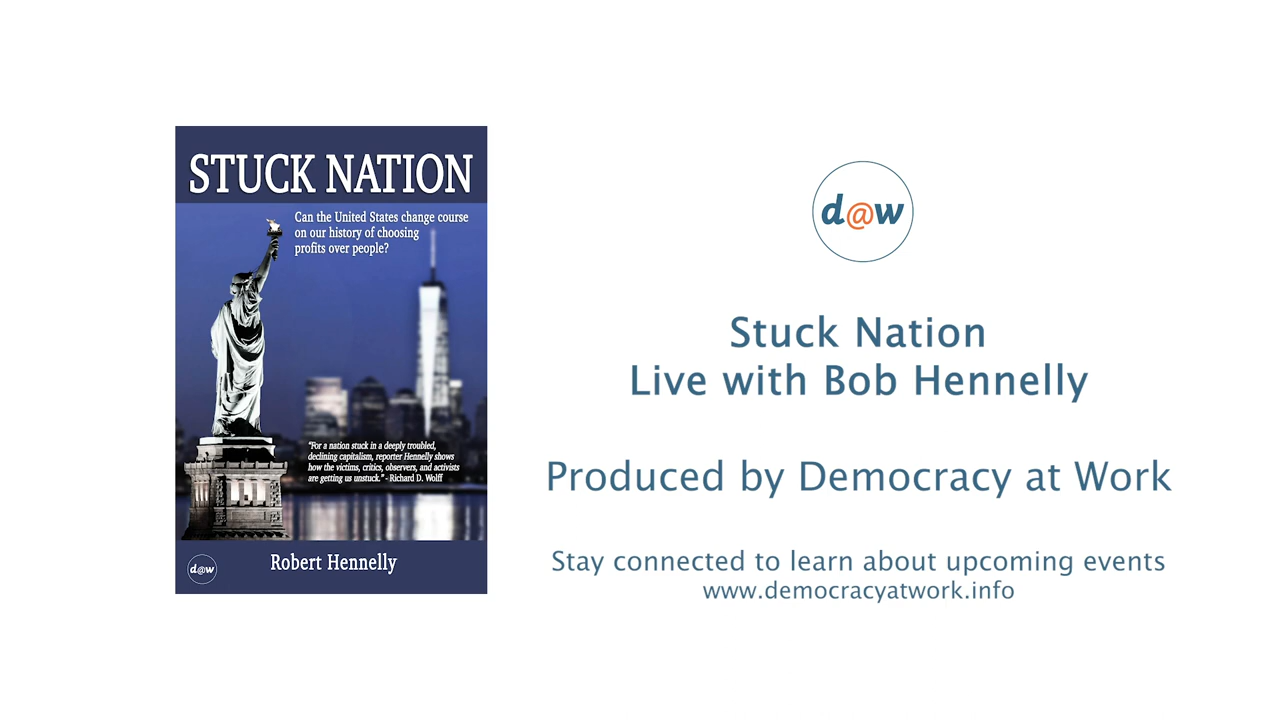 STUCK NATION
Can the United States change course
on our history of choosing
profits over people?
"For a nation stuck in a deeply troubled,
declining capitalism, reporter Hennelly shows
how the victims, critics, observers, and activists
are getting us unstuck." - Richard D. Wolff
d@w
Robert Hennelly
d@w
Stuck Nation
Live with Bob Hennelly
Produced by Democracy at Work
Stay connected to learn about upcoming events
www.democracyatwork.info